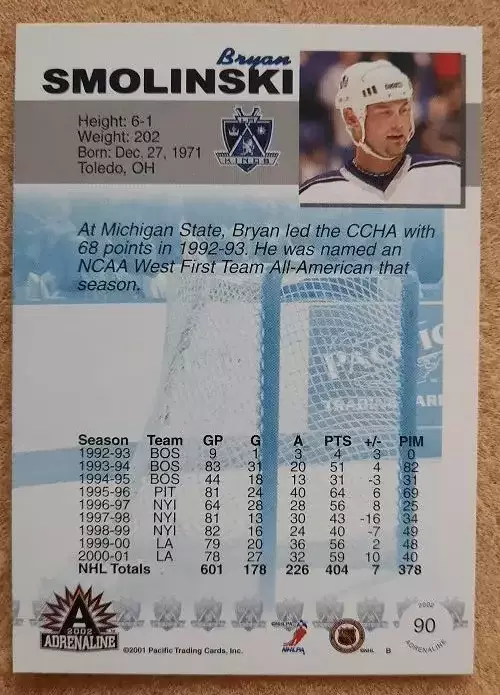 Bryan
SMOLINSKI
Height: 6-1
Weight: 202
Born: Dec. 27, 1971
Toledo, OH
LA
KINGS
At Michigan State, Bryan led the CCHA with
68 points in 1992-93. He was named an
NCAA West First Team All-American that
season.
Season Team GP G A PTS +/- PIM
1992-93 BOS 9 1 3 4 3 0
1993-94 BOS 83 31 20 51 4 82
1994-95 BOS 44 18 13 31 -3 31
1995-96 PIT 81 24 40 64 6 69
1996-97 NYI 64 28 28 56 8 25
1997-98 NYI 81 13 30 43 -16 34
1998-99 NYI 82 16 24 40 -7 49
1999-00 LA 79 20 36 56 2 48
2000-01 LA 78 27 32 59 10 40
NHL Totals 601 178 226 404 7 378
A
2002
ADRENALINE
©2001 Pacific Trading Cards, Inc.
NHLPA
©NHL
B
2002
90